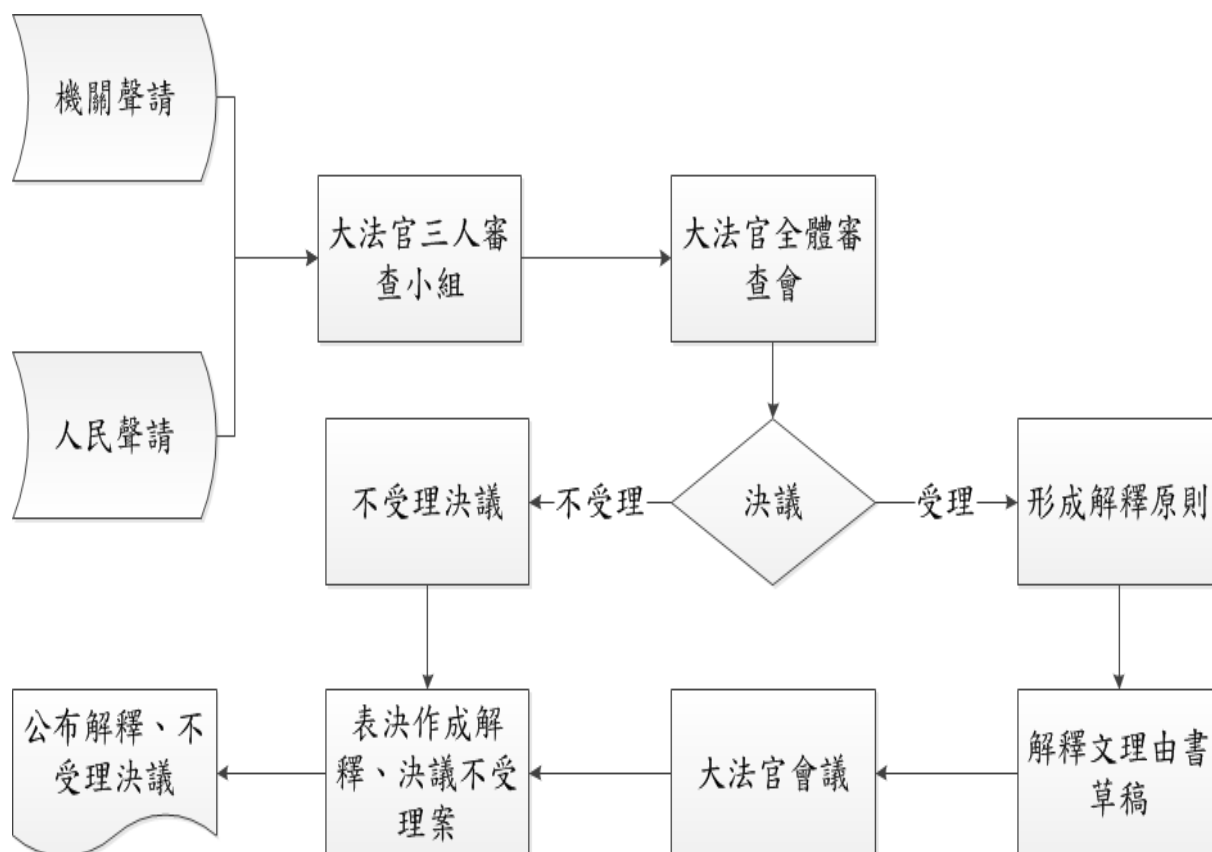 機關聲請
大法官三人審
查小組
大法官全體審
查會
人民聲請
不受理決議
不受理
決議
受理
形成解釋原則
公布解釋、不
受理決議
表決作成解
釋、決議不受
理案
大法官會議
解釋文理由書
草稿